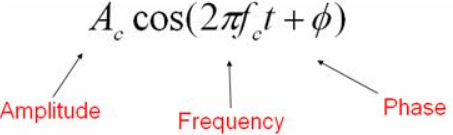 A_c cos(2πf_c t + ϕ)
Amplitude
Frequency
Phase